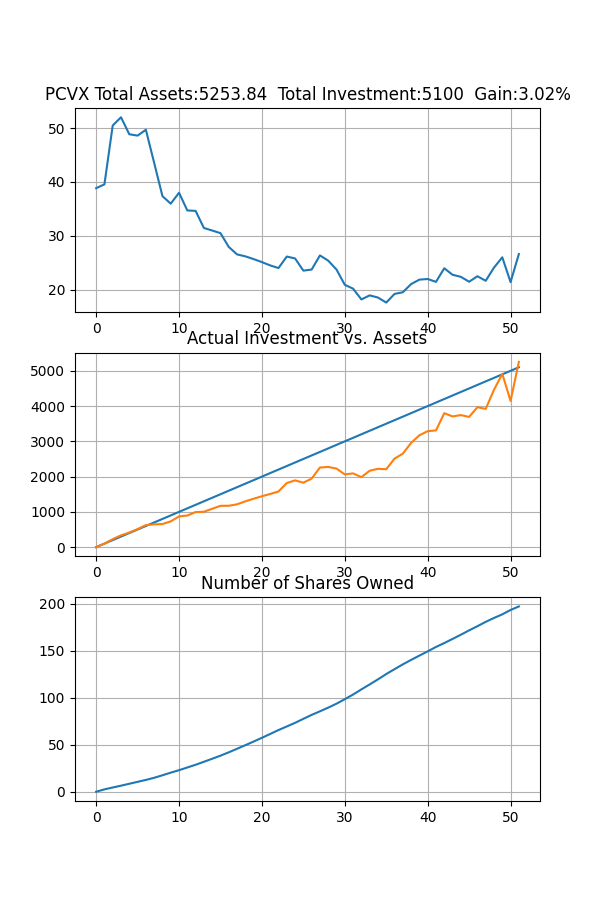 PCVX Total Assets:5253.84  Total Investment:5100  Gain:3.02%
50
40
30
20
0 10 20 30 40 50
Actual Investment vs. Assets
5000
4000
3000
2000
1000
0
0 10 20 30 40 50
Number of Shares Owned
200
150
100
50
0
0 10 20 30 40 50